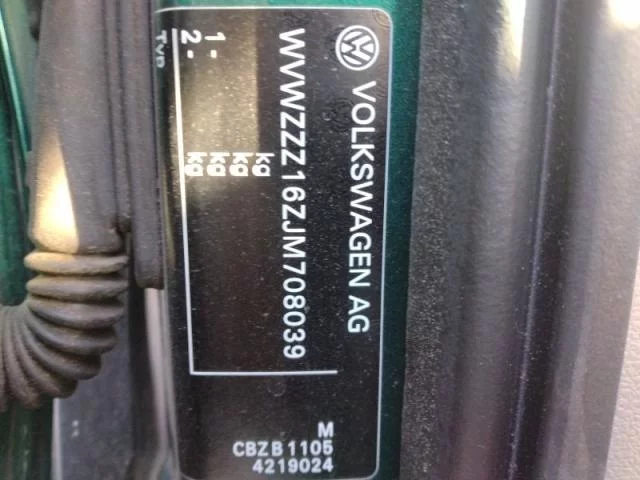 VOLKSWAGEN AG
WVWZZZ16ZJM708039
kg
kg
kg
kg
1-
2-
Typ
M
CBZB 1105
4219024